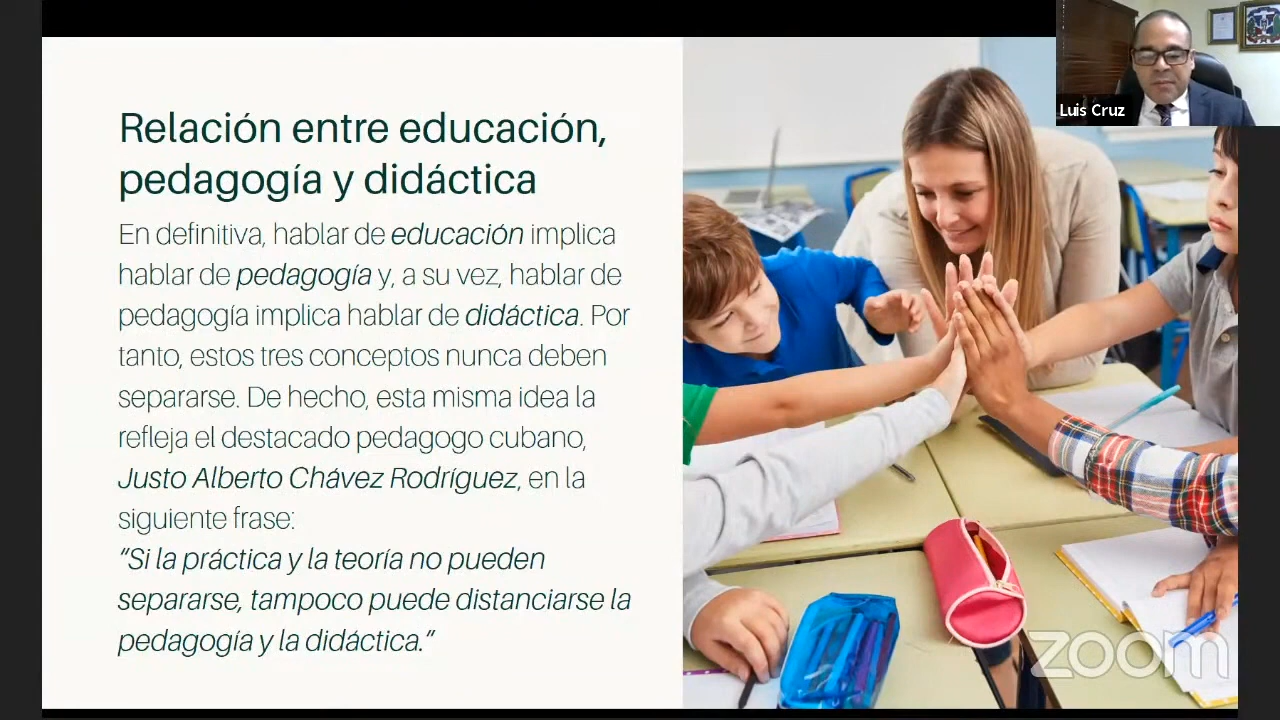 Relación entre educación,
pedagogía y didáctica
En definitiva, hablar de educación implica
hablar de pedagogía y, a su vez, hablar de
pedagogía implica hablar de didáctica. Por
tanto, estos tres conceptos nunca deben
separarse. De hecho, esta misma idea la
refleja el destacado pedagogo cubano,
Justo Alberto Chávez Rodríguez, en la
siguiente frase:
“Si la práctica y la teoría no pueden
separarse, tampoco puede distanciarse la
pedagogía y la didáctica.”
Luis Cruz
zoom